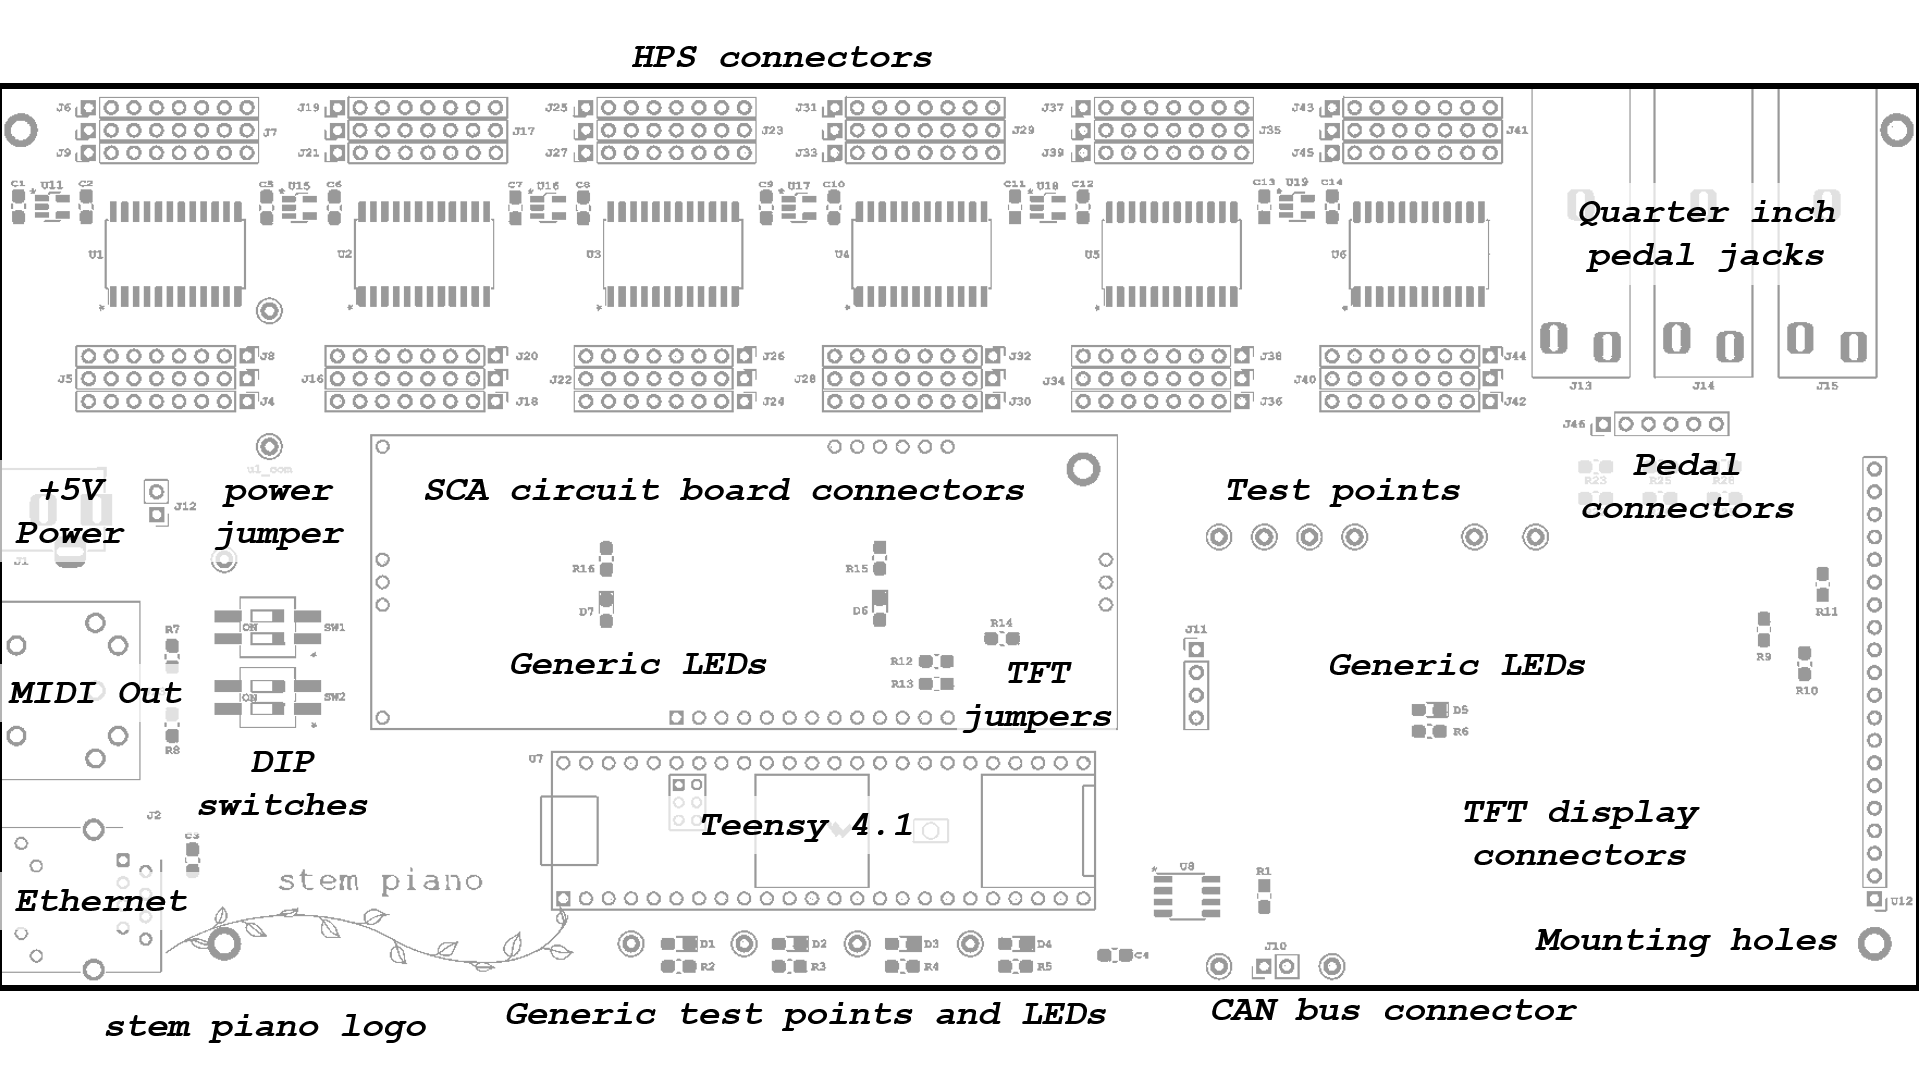 HPS connectors
J6 J19 J25 J31 J37 J43
J7 J17 J23 J29 J35 J41
J9 J21 J27 J33 J39 J45
C1 U11 C2 C5 U15 C6 C7 U16 C8 C9 U17 C10 C11 U18 C12 C13 U19 C14
Quarter inch
pedal jacks
U1 U2 U3 U4 U5 U6
J8 J20 J26 J32 J38 J44
J5 J16 J22 J28 J34 J40
J4 J18 J24 J30 J36 J42
J13 J14 J15
J46
u1_com
Pedal
connectors
R23 R25 R26
+5V
Power
J12
power
jumper
SCA circuit board connectors
Test points
J1
R16 R15
D7 D6
R11
R7
ON SW1
R14
J11
R9
R12
R13
Generic LEDs
TFT
jumpers
Generic LEDs
R10
MIDI Out
ON SW2
D5
R6
R8
DIP
switches
U7
J2
C3
Teensy 4.1
TFT display
connectors
stem piano
Ethernet
U8 R1
U12
D1 D2 D3 D4
R2 R3 R4 R5
C4
J10
Mounting holes
stem piano logo
Generic test points and LEDs
CAN bus connector